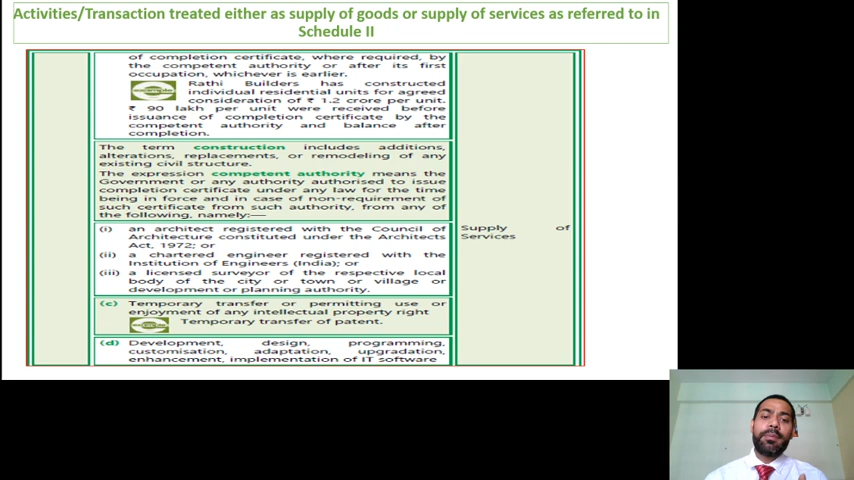 Activities/Transaction treated either as supply of goods or supply of services as referred to in
Schedule II
of completion certificate, where required, by
the competent authority or after its first
occupation, whichever is earlier.
Rathi Builders has constructed
individual residential units for agreed
consideration of ₹ 1.2 crore per unit.
₹ 90 lakh per unit were received before
issuance of completion certificate by the
competent authority and balance after
completion.
The term construction includes additions,
alterations, replacements, or remodeling of any
existing civil structure.
The expression competent authority means the
Government or any authority authorised to issue
completion certificate under any law for the time
being in force and in case of non-requirement of
such certificate from such authority, from any of
the following, namely:—
(i) an architect registered with the Council of
Architecture constituted under the Architects
Act, 1972; or
(ii) a chartered engineer registered with the
Institution of Engineers (India); or
(iii) a licensed surveyor of the respective local
body of the city or town or village or
development or planning authority.
Supply of
Services
(c) Temporary transfer or permitting use or
enjoyment of any intellectual property right
Temporary transfer of patent.
(d) Development, design, programming,
customisation, adaptation, upgradation,
enhancement, implementation of IT software